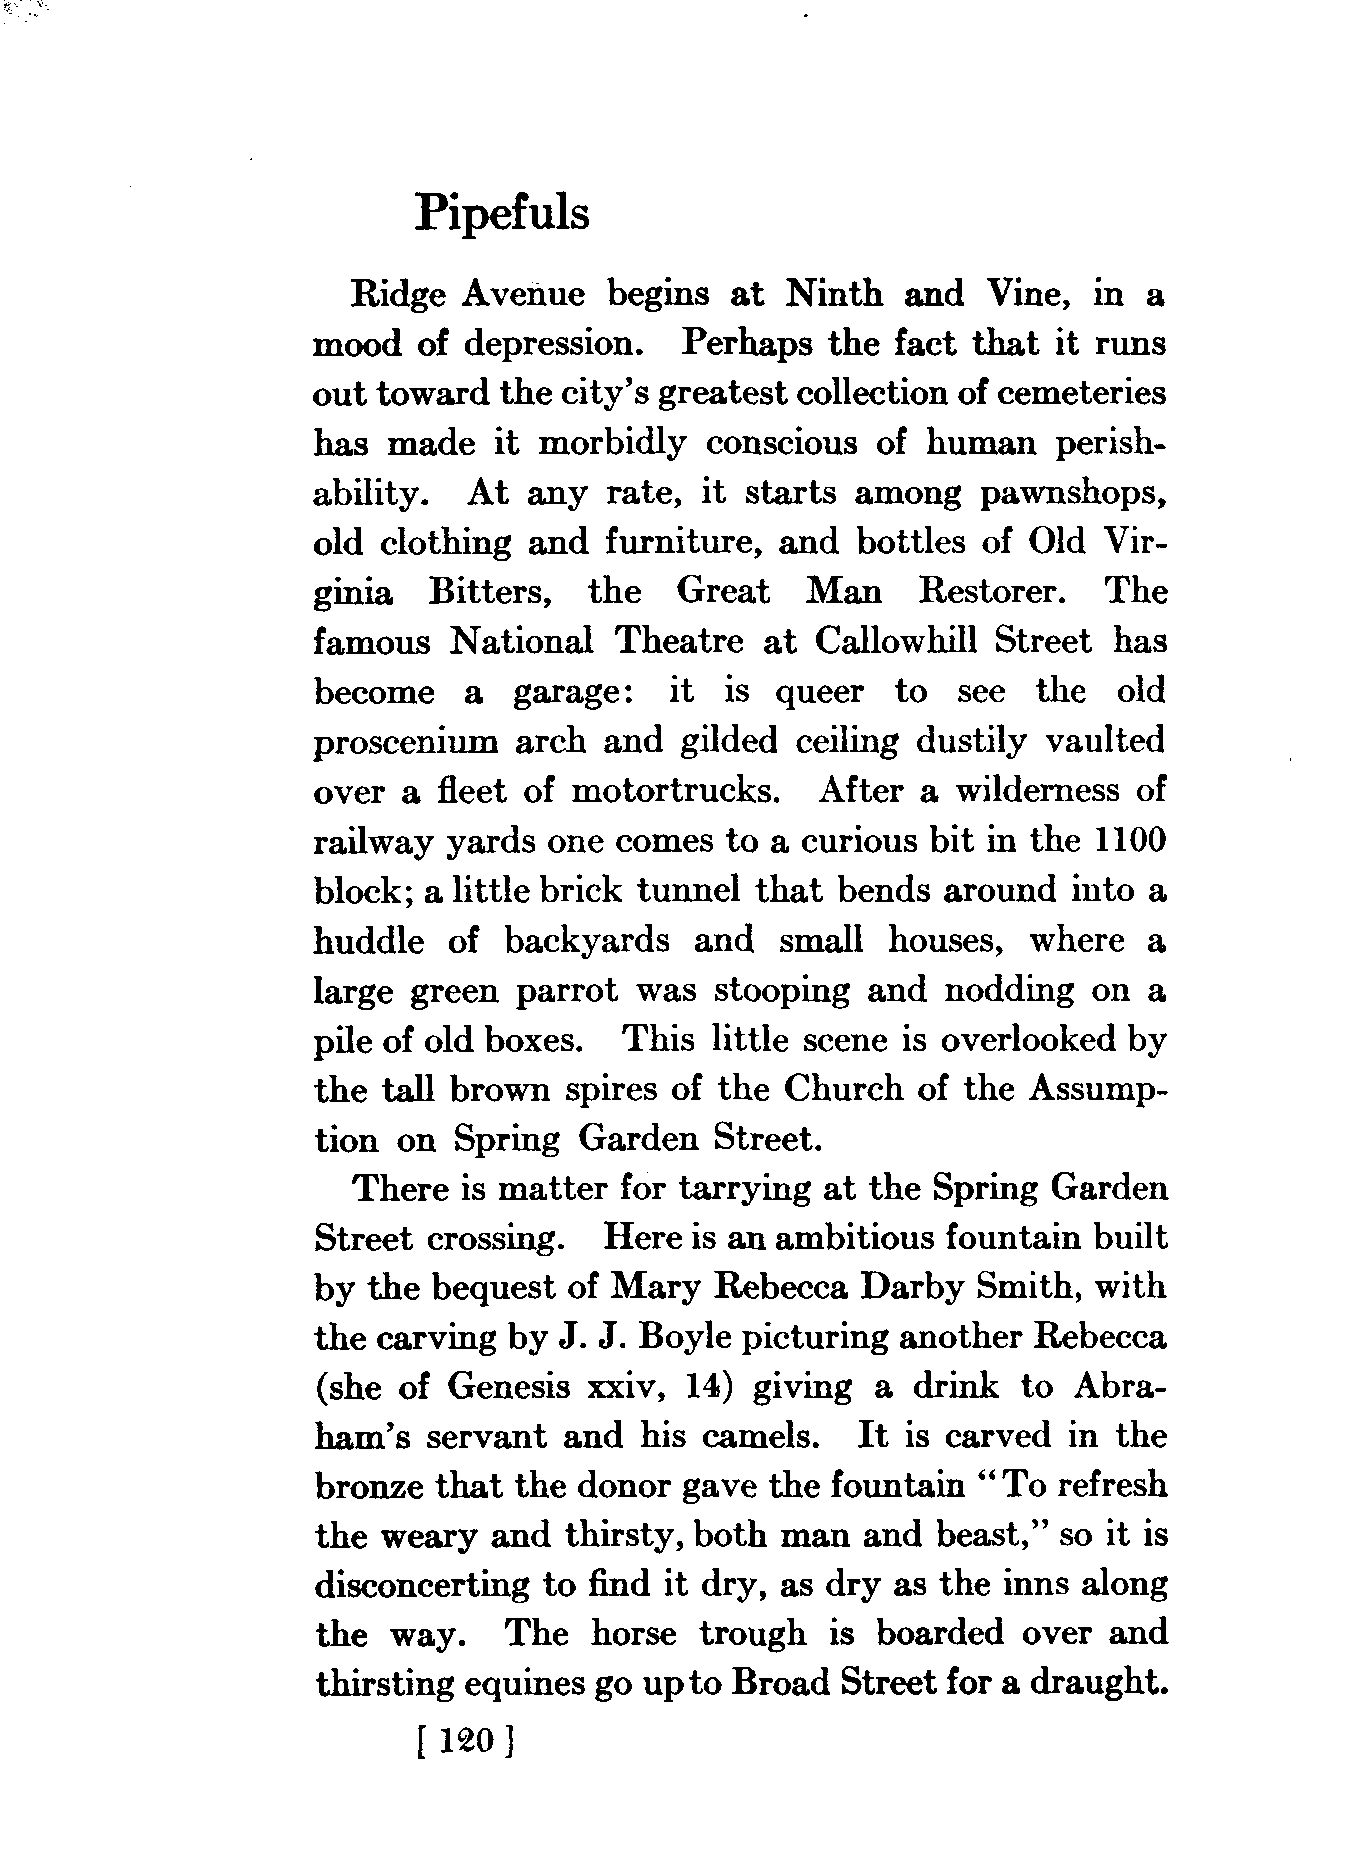 Pipefuls
Ridge Avenue begins at Ninth and Vine, in a
mood of depression. Perhaps the fact that it runs
out toward the city's greatest collection of cemeteries
has made it morbidly conscious of human perish-
ability. At any rate, it starts among pawnshops,
old clothing and furniture, and bottles of Old Vir-
ginia Bitters, the Great Man Restorer. The
famous National Theatre at Callowhill Street has
become a garage: it is queer to see the old
proscenium arch and gilded ceiling dustily vaulted
over a fleet of motortrucks. After a wilderness of
railway yards one comes to a curious bit in the 1100
block; a little brick tunnel that bends around into a
huddle of backyards and small houses, where a
large green parrot was stooping and nodding on a
pile of old boxes. This little scene is overlooked by
the tall brown spires of the Church of the Assump-
tion on Spring Garden Street.
There is matter for tarrying at the Spring Garden
Street crossing. Here is an ambitious fountain built
by the bequest of Mary Rebecca Darby Smith, with
the carving by J. J. Boyle picturing another Rebecca
(she of Genesis xxiv, 14) giving a drink to Abra-
ham's servant and his camels. It is carved in the
bronze that the donor gave the fountain "To refresh
the weary and thirsty, both man and beast," so it is
disconcerting to find it dry, as dry as the inns along
the way. The horse trough is boarded over and
thirsting equines go up to Broad Street for a draught.
[ 120 ]